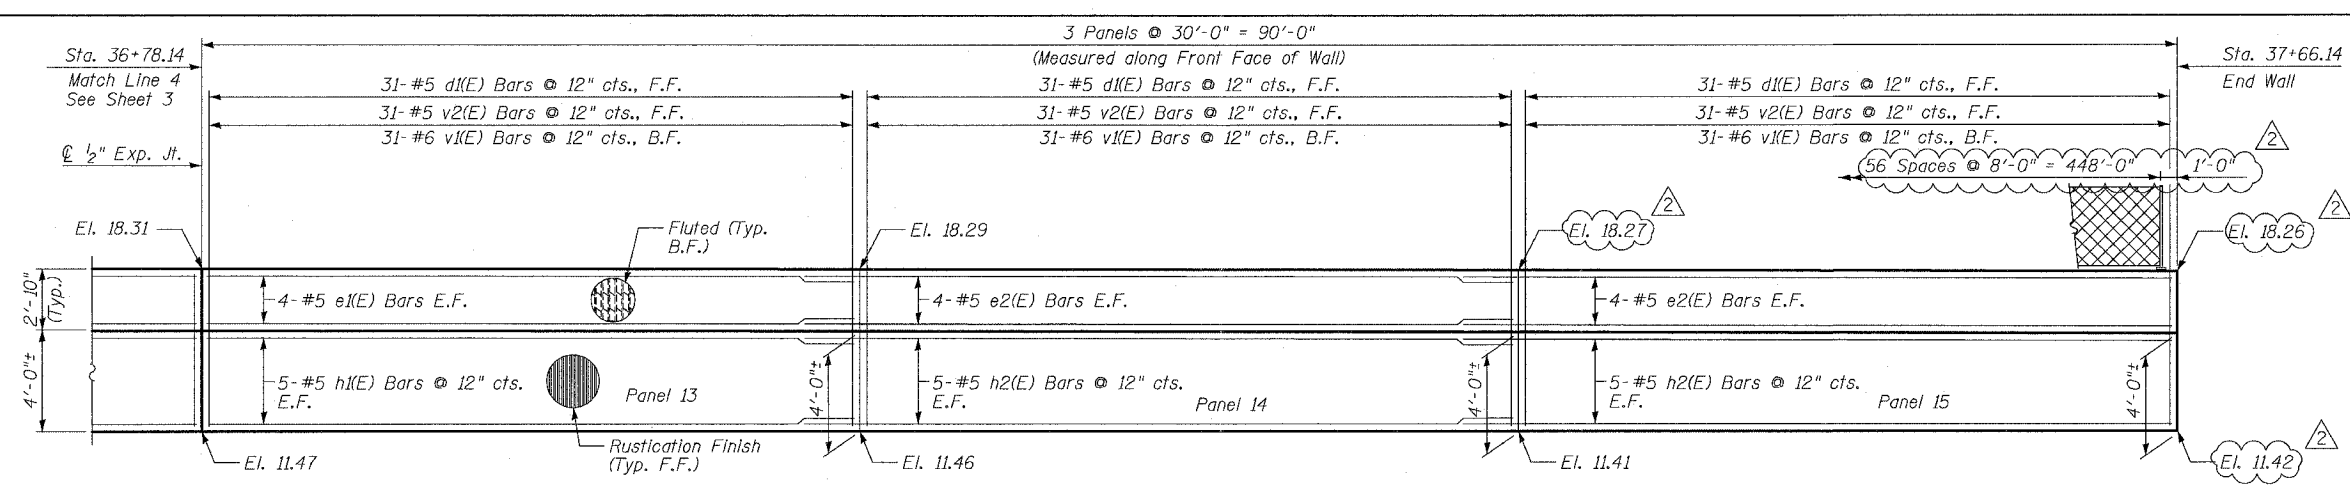 3 Panels @ 30'-0" = 90'-0"
(Measured along Front Face of Wall)
Sta. 36+78.14
Match Line 4
See Sheet 3
Sta. 37+66.14
End Wall
31-#5 d1(E) Bars @ 12" cts., F.F.
31-#5 v2(E) Bars @ 12" cts., F.F.
31-#6 v1(E) Bars @ 12" cts., B.F.
31-#5 d1(E) Bars @ 12" cts., F.F.
31-#5 v2(E) Bars @ 12" cts., F.F.
31-#6 v1(E) Bars @ 12" cts., B.F.
31-#5 d1(E) Bars @ 12" cts., F.F.
31-#5 v2(E) Bars @ 12" cts., F.F.
31-#6 v1(E) Bars @ 12" cts., B.F.
℄ 1/2" Exp. Jt.
2
56 Spaces @ 8'-0" = 448'-0"
1'-0"
El. 18.31
Fluted (Typ.
B.F.)
El. 18.29
El. 18.27
2
El. 18.26
2
2'-10"
(Typ.)
4-#5 e1(E) Bars E.F.
4-#5 e2(E) Bars E.F.
4-#5 e2(E) Bars E.F.
4'-0"±
5-#5 h1(E) Bars @ 12" cts.
E.F.
Panel 13
4'-0"±
5-#5 h2(E) Bars @ 12" cts.
E.F.
Panel 14
4'-0"±
5-#5 h2(E) Bars @ 12" cts.
E.F.
Panel 15
4'-0"±
Rustication Finish
(Typ. F.F.)
El. 11.47
El. 11.46
El. 11.41
El. 11.42
2